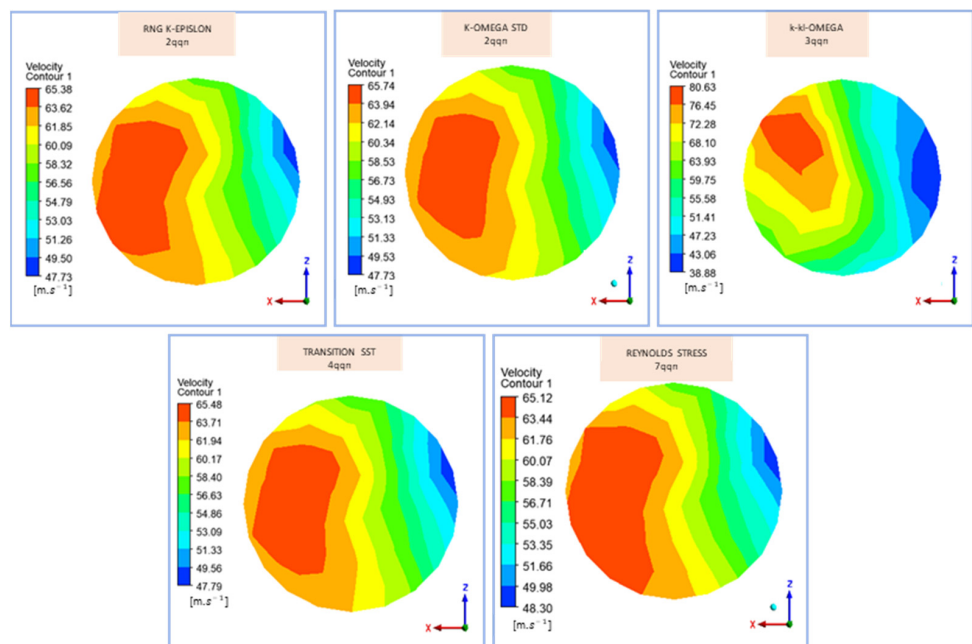 RNG K-EPISLON
2qqn
Velocity
Contour 1
65.38
63.62
61.85
60.09
58.32
56.56
54.79
53.03
51.26
49.50
47.73
[m.s⁻¹]
Z
X
K-OMEGA STD
2qqn
Velocity
Contour 1
65.74
63.94
62.14
60.34
58.53
56.73
54.93
53.13
51.33
49.53
47.73
[m.s⁻¹]
Z
X
k-kl-OMEGA
3qqn
Velocity
Contour 1
80.63
76.45
72.28
68.10
63.93
59.75
55.58
51.41
47.23
43.06
38.88
[m.s⁻¹]
Z
X
TRANSITION SST
4qqn
Velocity
Contour 1
65.48
63.71
61.94
60.17
58.40
56.63
54.86
53.09
51.33
49.56
47.79
[m.s⁻¹]
Z
X
REYNOLDS STRESS
7qqn
Velocity
Contour 1
65.12
63.44
61.76
60.07
58.39
56.71
55.03
53.35
51.66
49.98
48.30
[m.s⁻¹]
Z
X